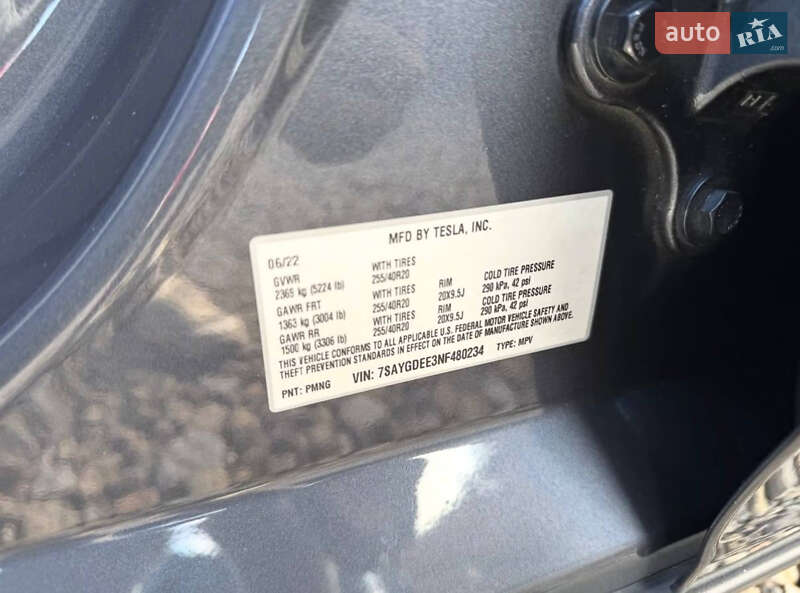 auto RIA.com
MFD BY TESLA, INC.
06/22
GVWR WITH TIRES
2369 kg (5224 lb) 255/40R20 RIM COLD TIRE PRESSURE
GAWR FRT WITH TIRES 20X9.5J 290 kPa, 42 psi
1363 kg (3004 lb) 255/40R20 RIM COLD TIRE PRESSURE
GAWR RR WITH TIRES 20X9.5J 290 kPa, 42 psi
1500 kg (3306 lb) 255/40R20
THIS VEHICLE CONFORMS TO ALL APPLICABLE U.S. FEDERAL MOTOR VEHICLE SAFETY AND
THEFT PREVENTION STANDARDS IN EFFECT ON THE DATE OF MANUFACTURE SHOWN ABOVE.
PNT: PMNG VIN: 7SAYGDEE3NF480234 TYPE: MPV